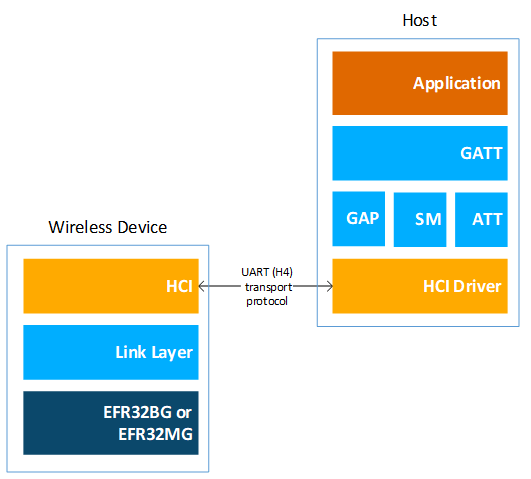 Host
Application
GATT
GAP
SM
ATT
HCI Driver
Wireless Device
HCI
UART (H4)
transport
protocol
Link Layer
EFR32BG or
EFR32MG